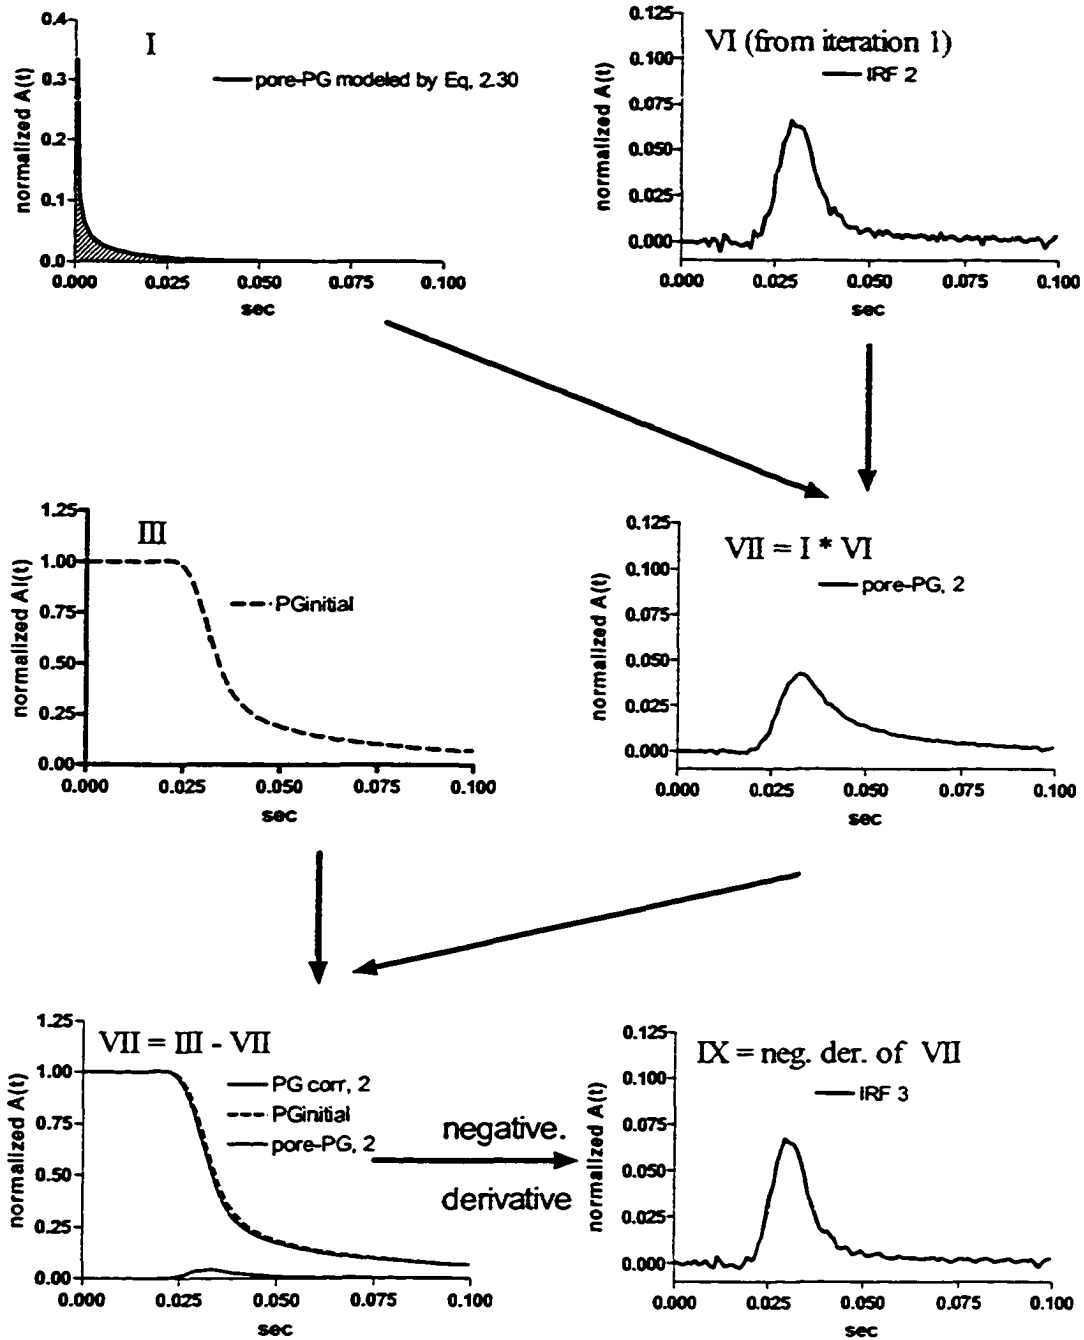 I
pore-PG modeled by Eq. 2.30
normalized A(t)
0.4
0.3
0.2
0.1
0.0
0.000 0.025 0.050 0.075 0.100
sec
VI (from iteration 1)
IRF 2
normalized A(t)
0.125
0.100
0.075
0.050
0.025
0.000
0.000 0.025 0.050 0.075 0.100
sec
III
PGinitial
normalized AI(t)
1.25
1.00
0.75
0.50
0.25
0.00
0.000 0.025 0.050 0.075 0.100
sec
VII = I * VI
pore-PG, 2
normalized A(t)
0.125
0.100
0.075
0.050
0.025
0.000
0.000 0.025 0.050 0.075 0.100
sec
VII = III - VII
PG corr, 2
PGinitial
pore-PG, 2
normalized A(t)
1.25
1.00
0.75
0.50
0.25
0.00
0.000 0.025 0.050 0.075 0.100
sec
negative.
derivative
IX = neg. der. of VII
IRF 3
normalized A(t)
0.125
0.100
0.075
0.050
0.025
0.000
0.000 0.025 0.050 0.075 0.100
sec